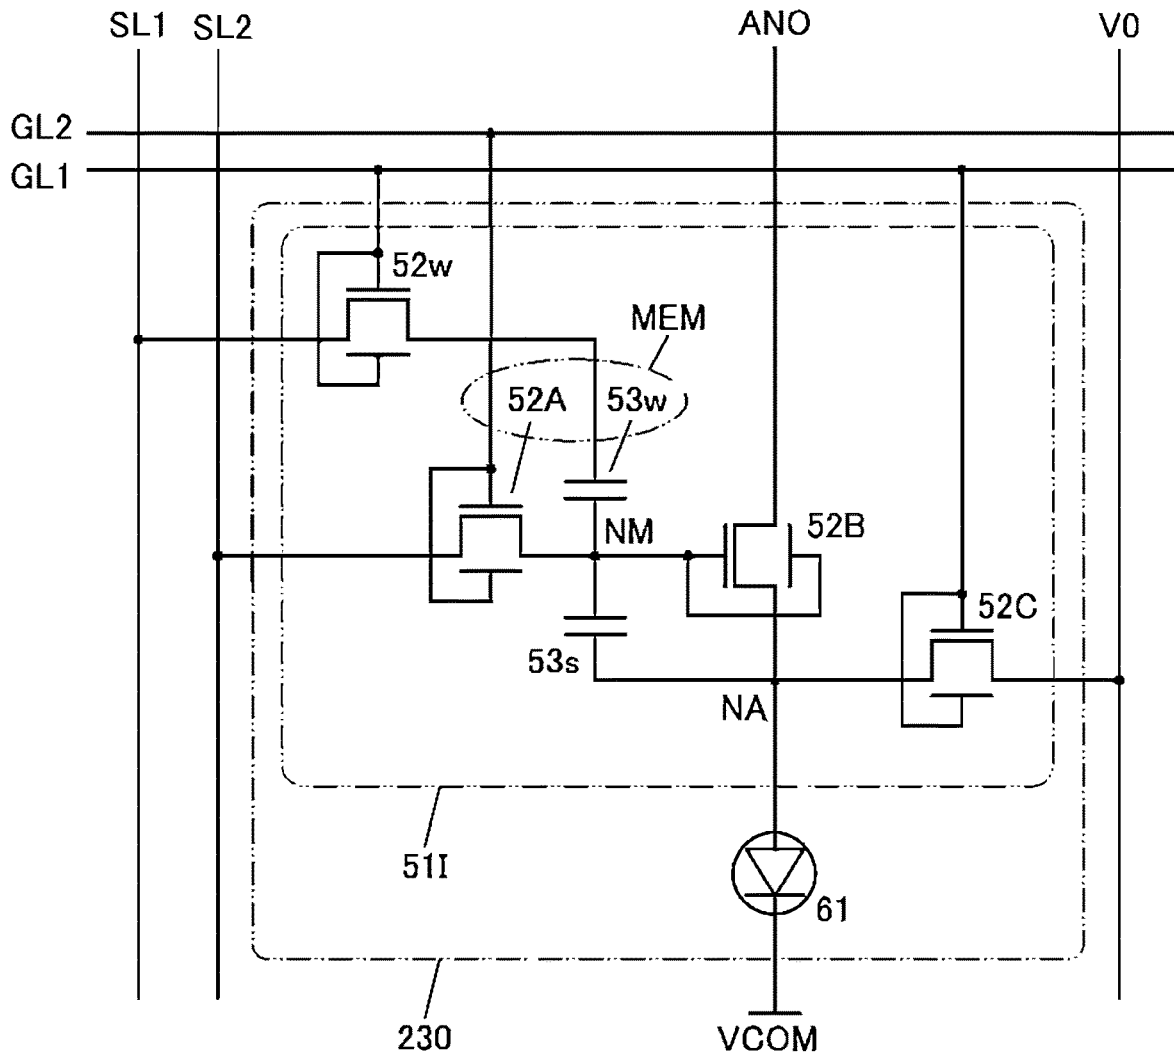 SL1 SL2 ANO V0
GL2
GL1
52w
MEM
52A 53w
NM
52B
52C
53s
NA
51I
61
230
VCOM